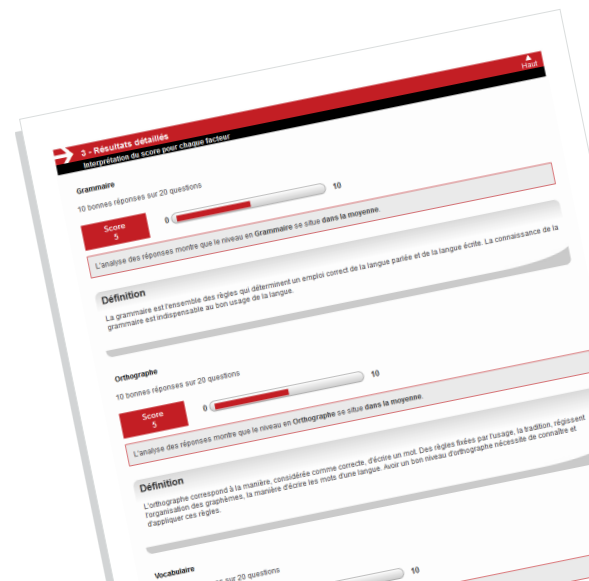 Haut
3 - Résultats détaillés
Interprétation du score pour chaque facteur
Grammaire
10 bonnes réponses sur 20 questions
Score
5
0
10
L'analyse des réponses montre que le niveau en Grammaire se situe dans la moyenne.
Définition
La grammaire est l'ensemble des règles qui déterminent un emploi correct de la langue parlée et de la langue écrite. La connaissance de la
grammaire est indispensable au bon usage de la langue.
Orthographe
10 bonnes réponses sur 20 questions
Score
5
0
10
L'analyse des réponses montre que le niveau en Orthographe se situe dans la moyenne.
Définition
L'orthographe correspond à la manière, considérée comme correcte, d'écrire un mot. Des règles fixées par l'usage, la tradition, régissent
l'organisation des graphèmes, la manière d'écrire les mots d'une langue. Avoir un bon niveau d'orthographe nécessite de connaître et
d'appliquer ces règles.
Vocabulaire
sur 20 questions
10